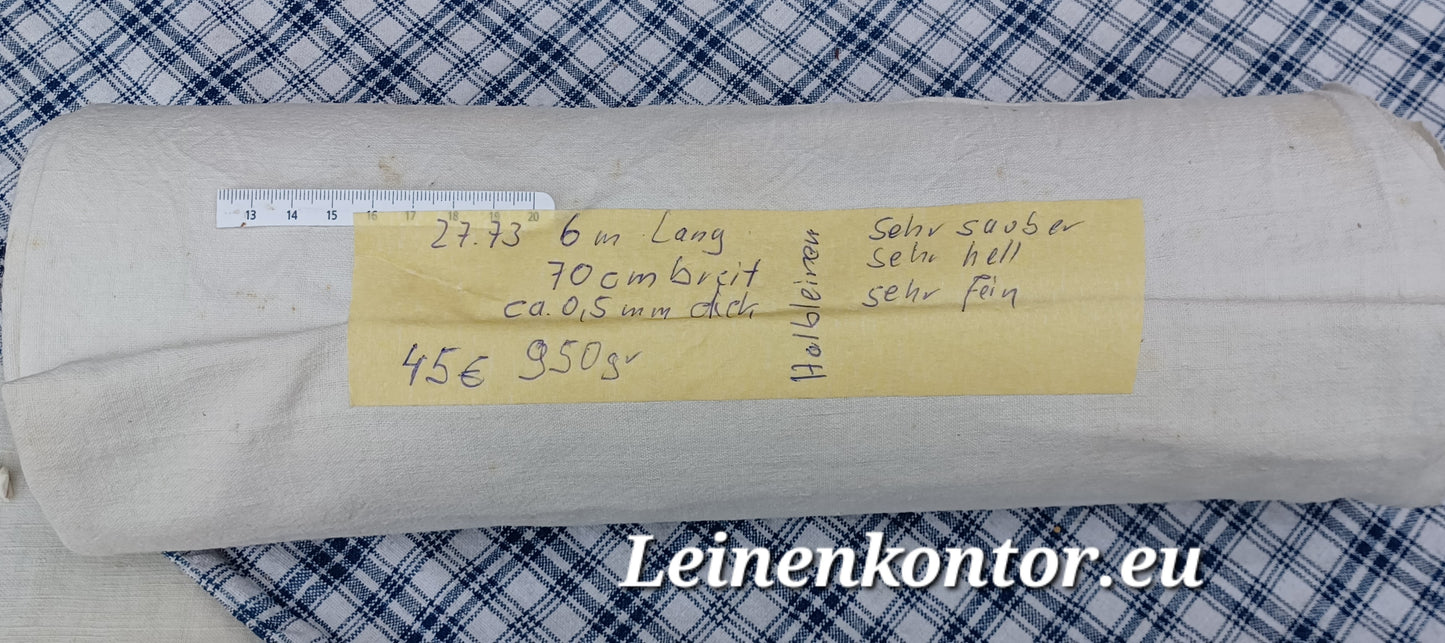 13 14 15 16 17 18 19 20
27.73 6 m Lang
70 cm breit
ca. 0,5 mm dick
45€ 950gr
Halbleinen
sehr sauber
sehr hell
sehr fein
Leinenkontor.eu